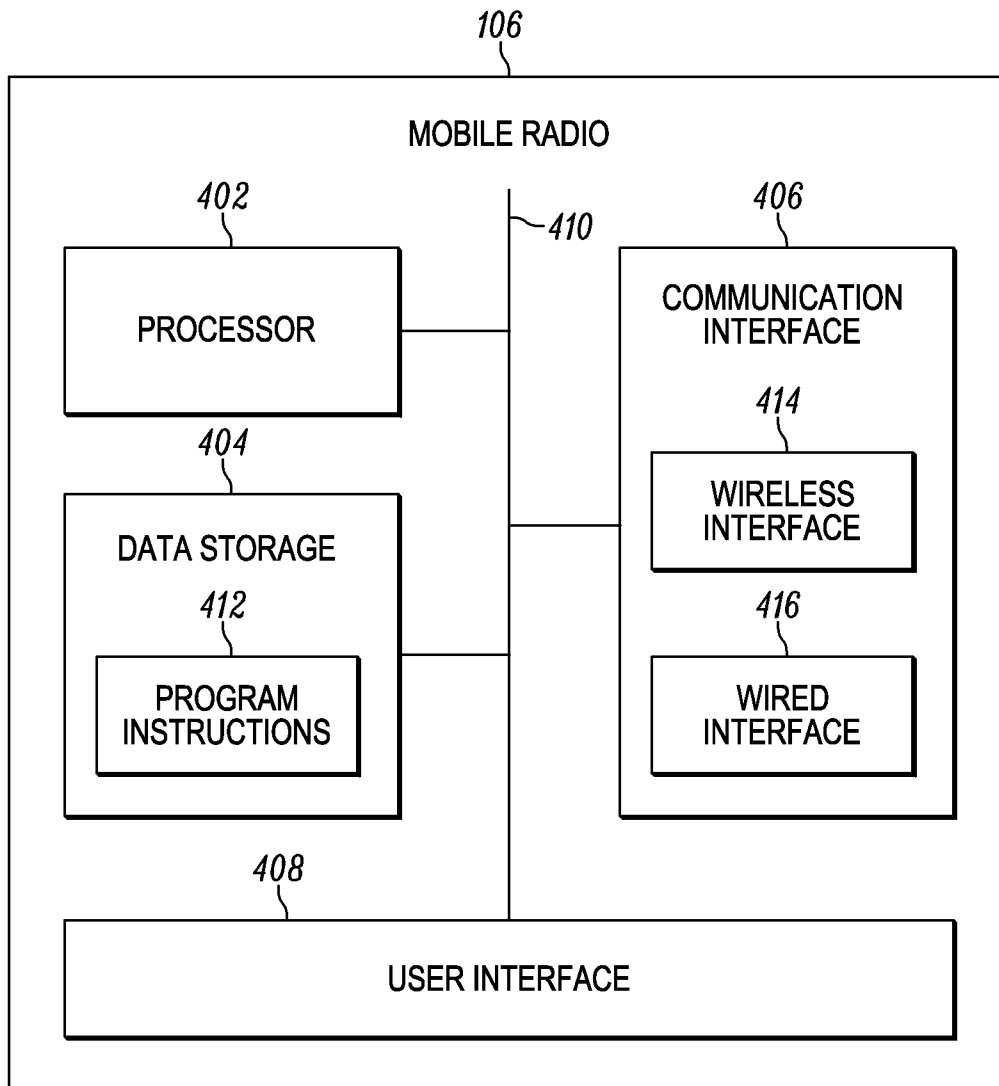 106
MOBILE RADIO
402
410
406
PROCESSOR
COMMUNICATION
INTERFACE
404
414
DATA STORAGE
WIRELESS
INTERFACE
412
416
PROGRAM
INSTRUCTIONS
WIRED
INTERFACE
408
USER INTERFACE